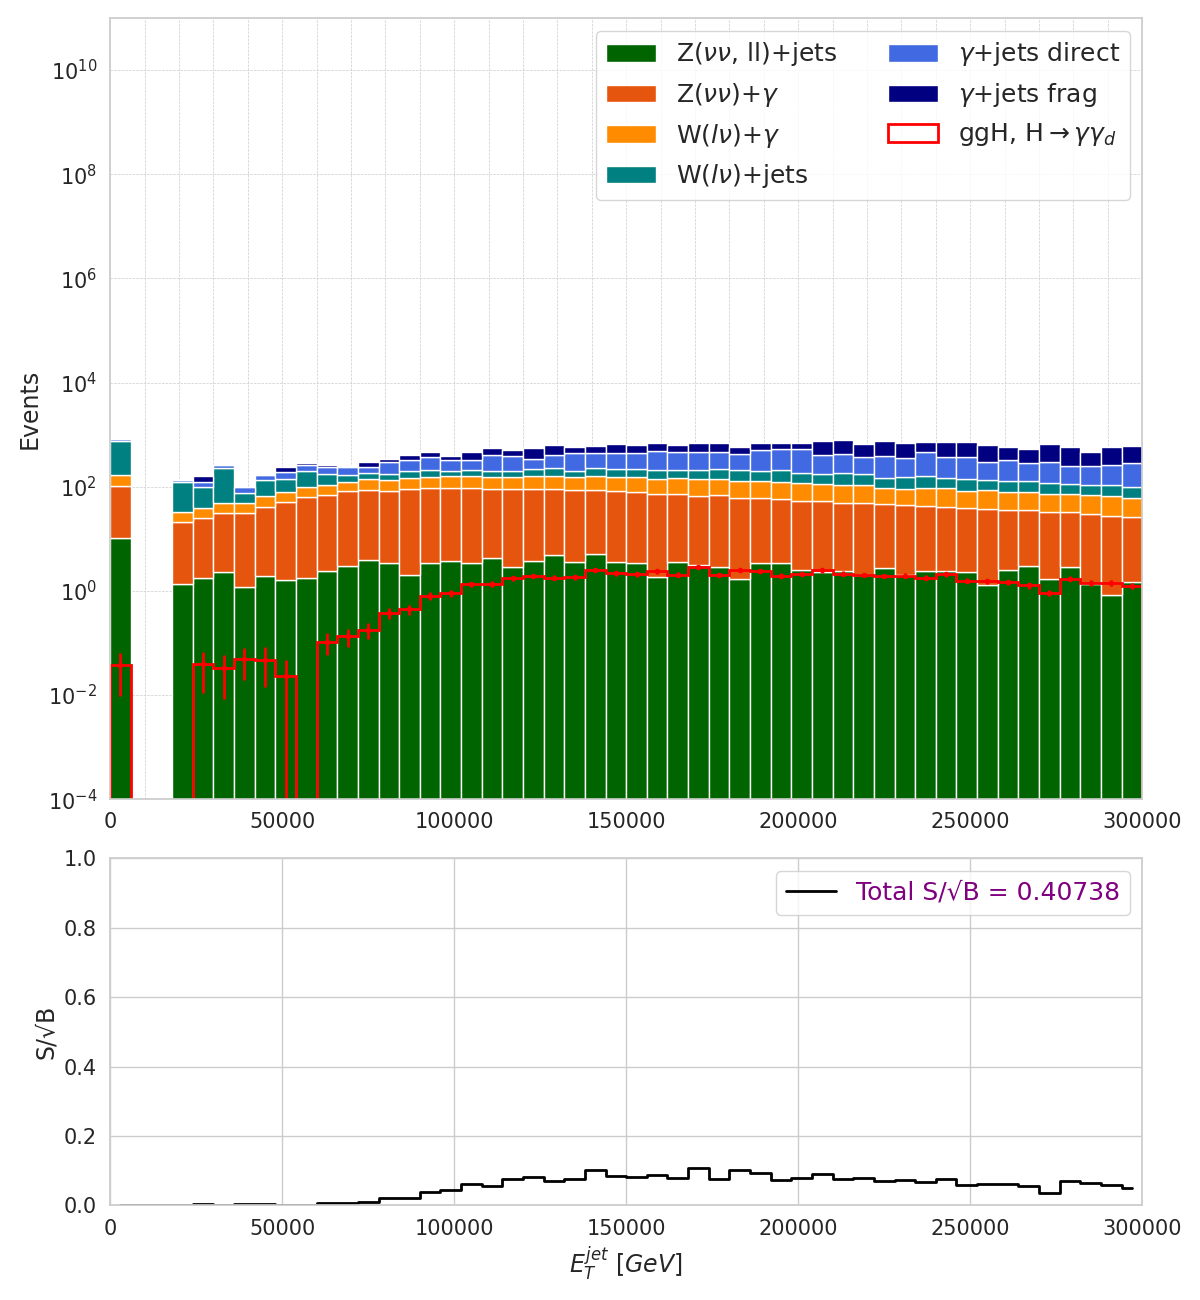 Z(νν, ll)+jets
Z(νν)+γ
W(lν)+γ
W(lν)+jets
γ+jets direct
γ+jets frag
ggH, H→γγ_d
Events
10^10
10^8
10^6
10^4
10^2
10^0
10^−2
10^−4
0 50000 100000 150000 200000 250000 300000
Total S/√B = 0.40738
S/√B
1.0
0.8
0.6
0.4
0.2
0.0
0 50000 100000 150000 200000 250000 300000
E_T^jet [GeV]